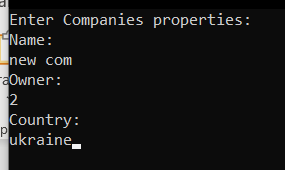 Enter Companies properties:
Name:
new com
Owner:
2
Country:
ukraine